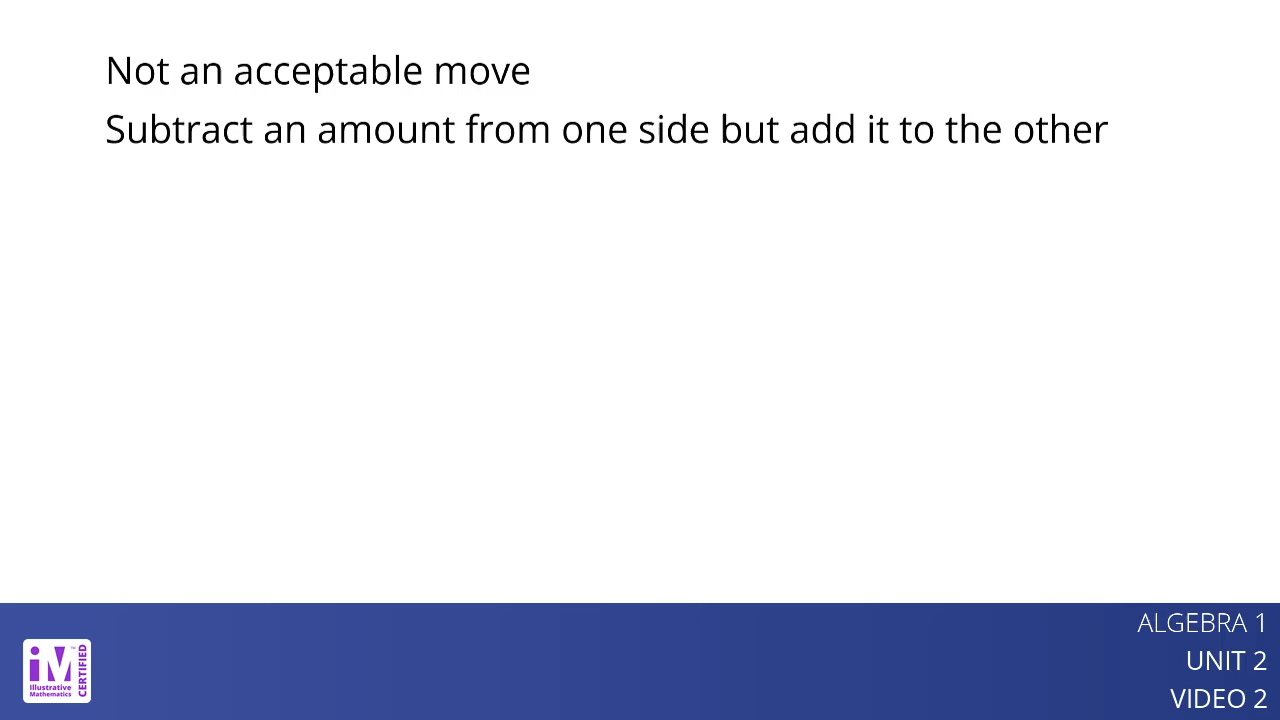 Not an acceptable move
Subtract an amount from one side but add it to the other
ALGEBRA 1
UNIT 2
VIDEO 2
iM™
Illustrative
Mathematics
CERTIFIED